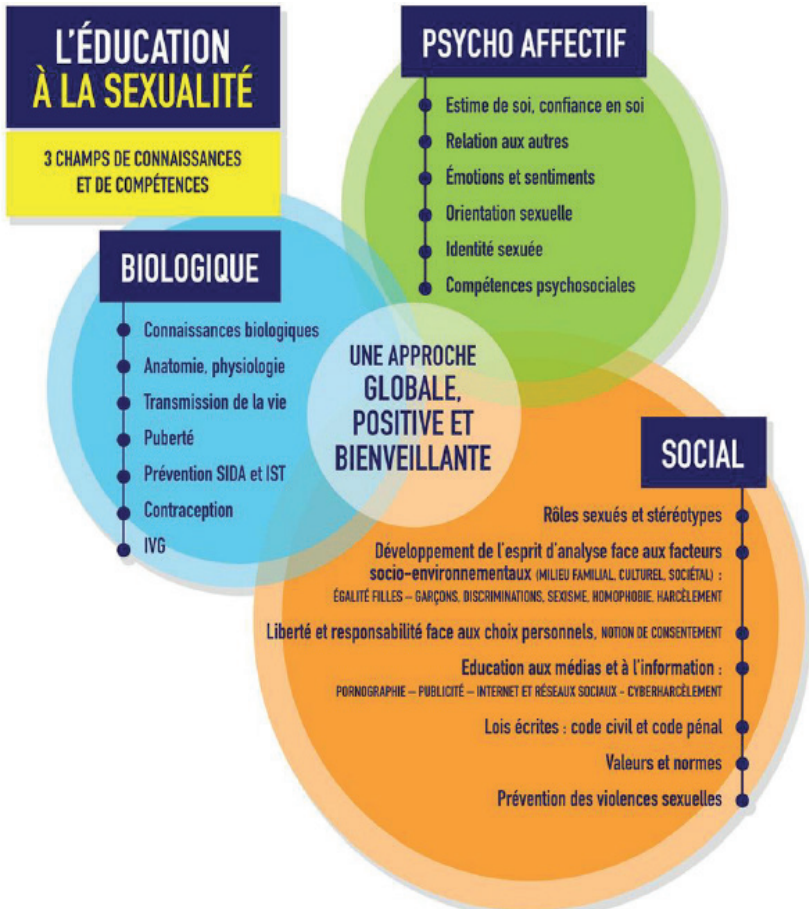 L'ÉDUCATION
À LA SEXUALITÉ
3 CHAMPS DE CONNAISSANCES
ET DE COMPÉTENCES
PSYCHO AFFECTIF
Estime de soi, confiance en soi
Relation aux autres
Émotions et sentiments
Orientation sexuelle
Identité sexuée
Compétences psychosociales
BIOLOGIQUE
Connaissances biologiques
Anatomie, physiologie
Transmission de la vie
Puberté
Prévention SIDA et IST
Contraception
IVG
UNE APPROCHE
GLOBALE,
POSITIVE ET
BIENVEILLANTE
SOCIAL
Rôles sexués et stéréotypes
Développement de l'esprit d'analyse face aux facteurs
socio-environnementaux (MILIEU FAMILIAL, CULTUREL, SOCIÉTAL) :
ÉGALITÉ FILLES – GARÇONS, DISCRIMINATIONS, SEXISME, HOMOPHOBIE, HARCÈLEMENT
Liberté et responsabilité face aux choix personnels, NOTION DE CONSENTEMENT
Education aux médias et à l'information :
PORNOGRAPHIE – PUBLICITÉ – INTERNET ET RÉSEAUX SOCIAUX - CYBERHARCÈLEMENT
Lois écrites : code civil et code pénal
Valeurs et normes
Prévention des violences sexuelles